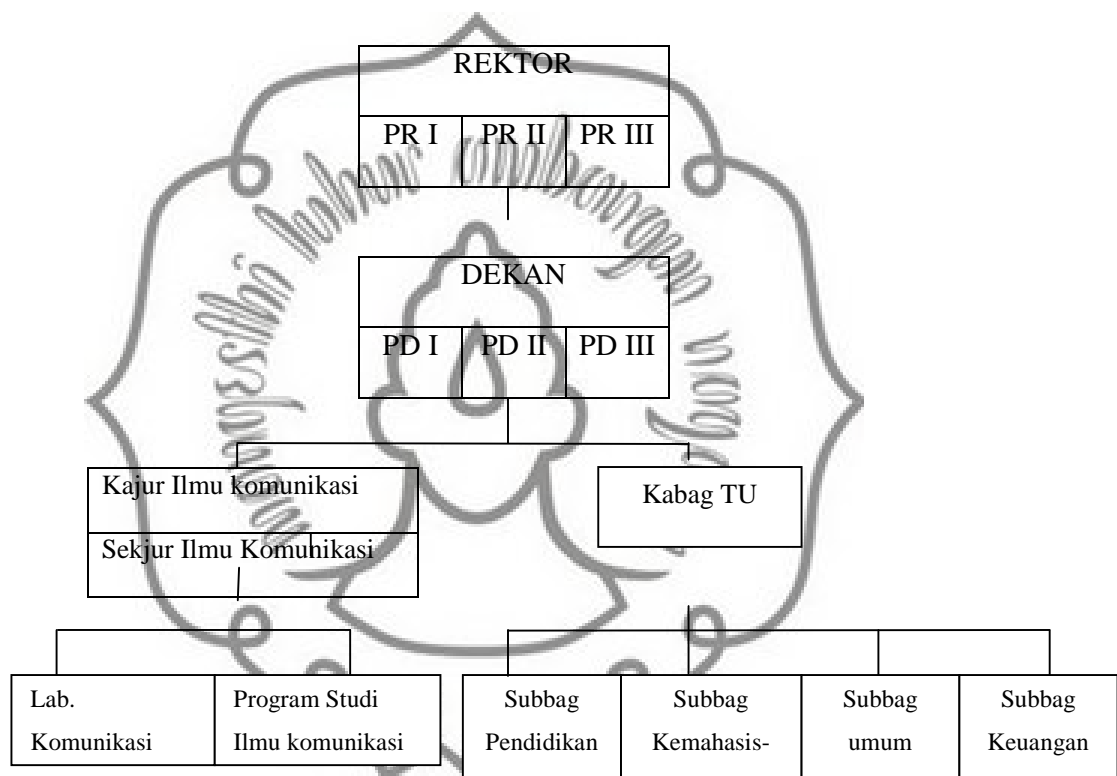 REKTOR
PR I PR II PR III
DEKAN
PD I PD II PD III
Kajur Ilmu komunikasi
Sekjur Ilmu Komunikasi
Kabag TU
Lab.
Komunikasi
Program Studi
Ilmu komunikasi
Subbag
Pendidikan
Subbag
Kemahasis-
Subbag
umum
Subbag
Keuangan